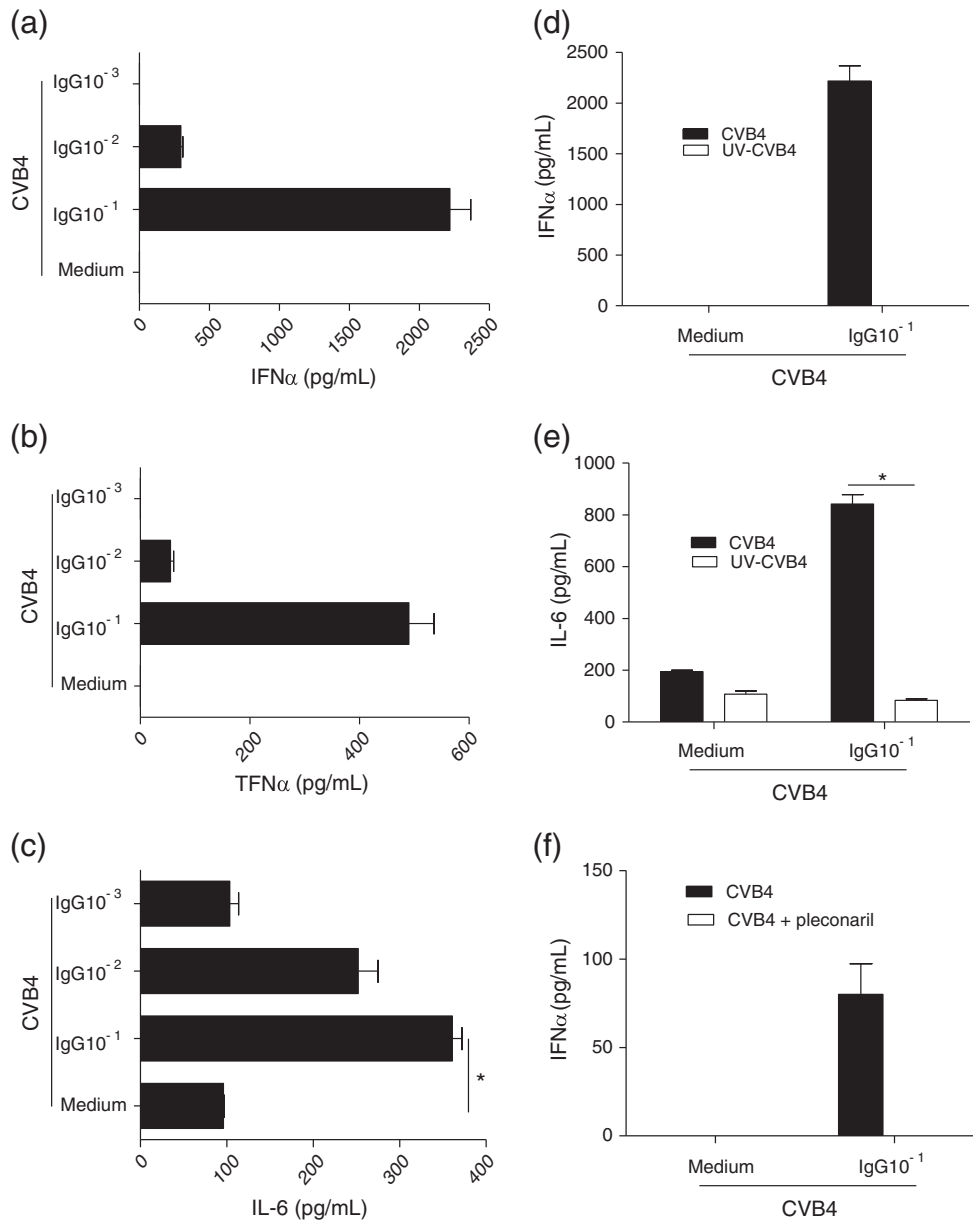 (a)
CVB4
IgG10⁻³
IgG10⁻²
IgG10⁻¹
Medium
0
500
1000
1500
2000
2500
IFNα (pg/mL)
(b)
CVB4
IgG10⁻³
IgG10⁻²
IgG10⁻¹
Medium
0
200
400
600
TFNα (pg/mL)
(c)
CVB4
IgG10⁻³
IgG10⁻²
IgG10⁻¹
Medium
*
0
100
200
300
400
IL-6 (pg/mL)
(d)
IFNα (pg/mL)
2500
2000
1500
1000
500
0
CVB4
UV-CVB4
Medium
IgG10⁻¹
CVB4
(e)
IL-6 (pg/mL)
1000
800
600
400
200
0
*
CVB4
UV-CVB4
Medium
IgG10⁻¹
CVB4
(f)
IFNα (pg/mL)
150
100
50
0
CVB4
CVB4 + pleconaril
Medium
IgG10⁻¹
CVB4